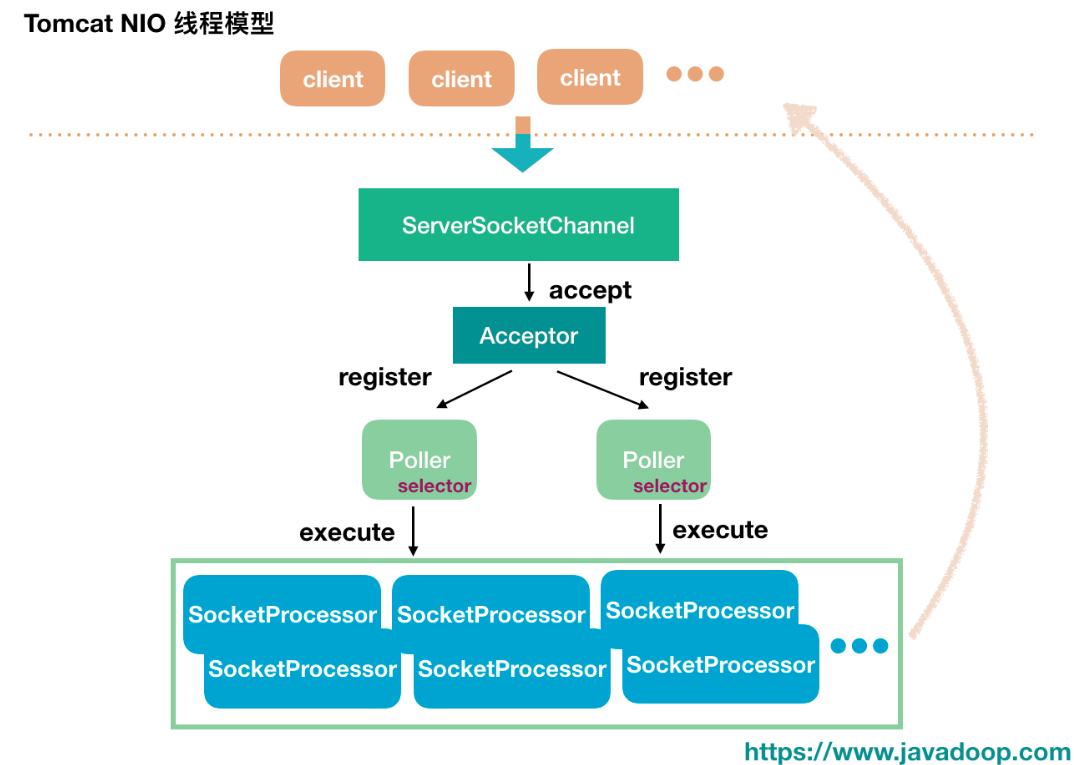 Tomcat NIO 线程模型
client client client
ServerSocketChannel
accept
Acceptor
register register
Poller Poller
selector selector
execute execute
SocketProcessor SocketProcessor SocketProcessor
SocketProcessor SocketProcessor SocketProcessor
https://www.javadoop.com